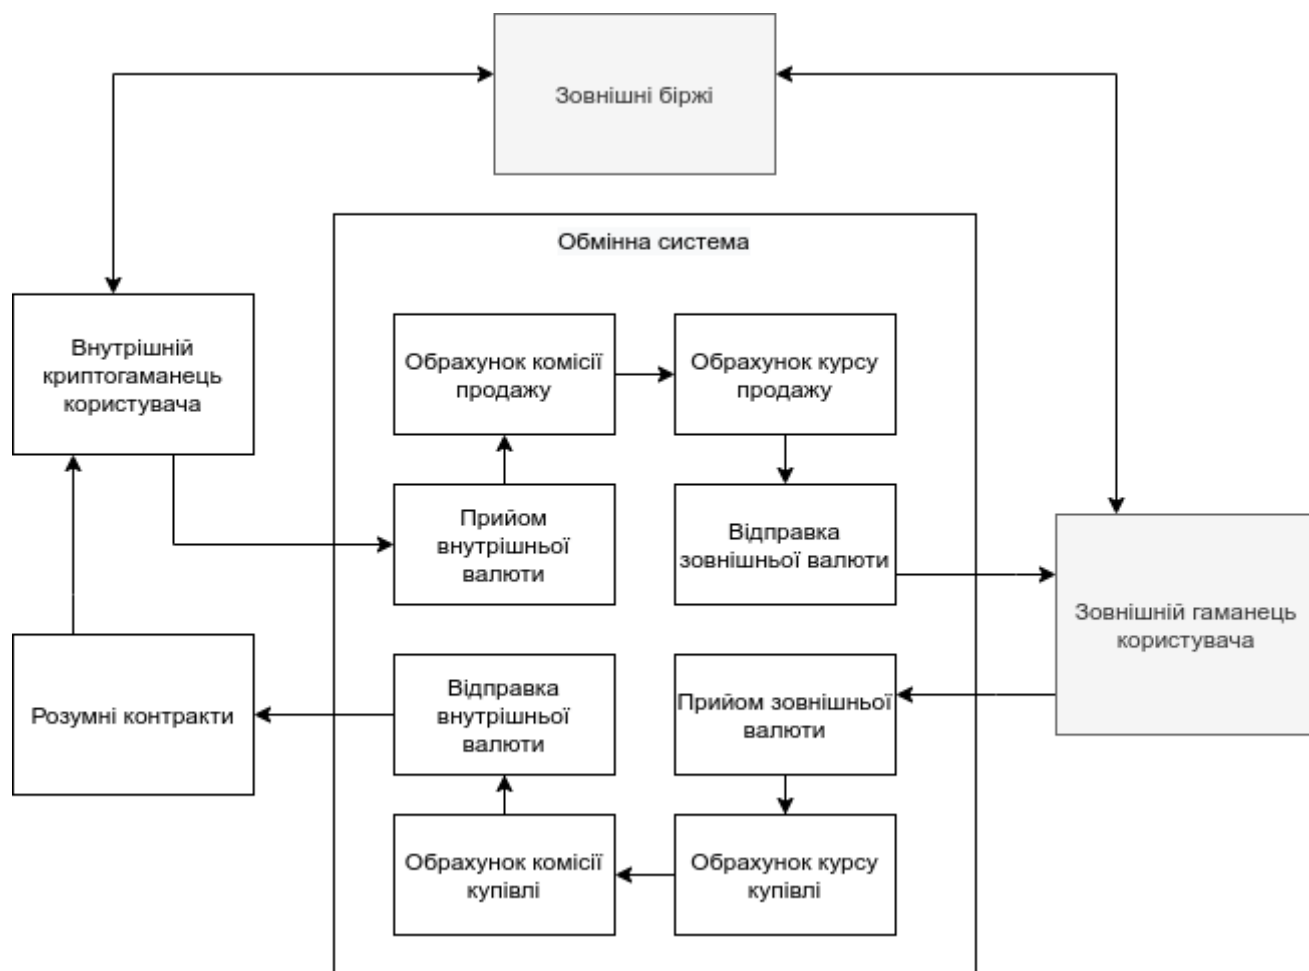 Зовнішні біржі
Обмінна система
Внутрішній
криптогаманець
користувача
Обрахунок комісії
продажу
Обрахунок курсу
продажу
Прийом
внутрішньої
валюти
Відправка
зовнішньої валюти
Зовнішній гаманець
користувача
Розумні контракти
Відправка
внутрішньої
валюти
Прийом зовнішньої
валюти
Обрахунок комісії
купівлі
Обрахунок курсу
купівлі